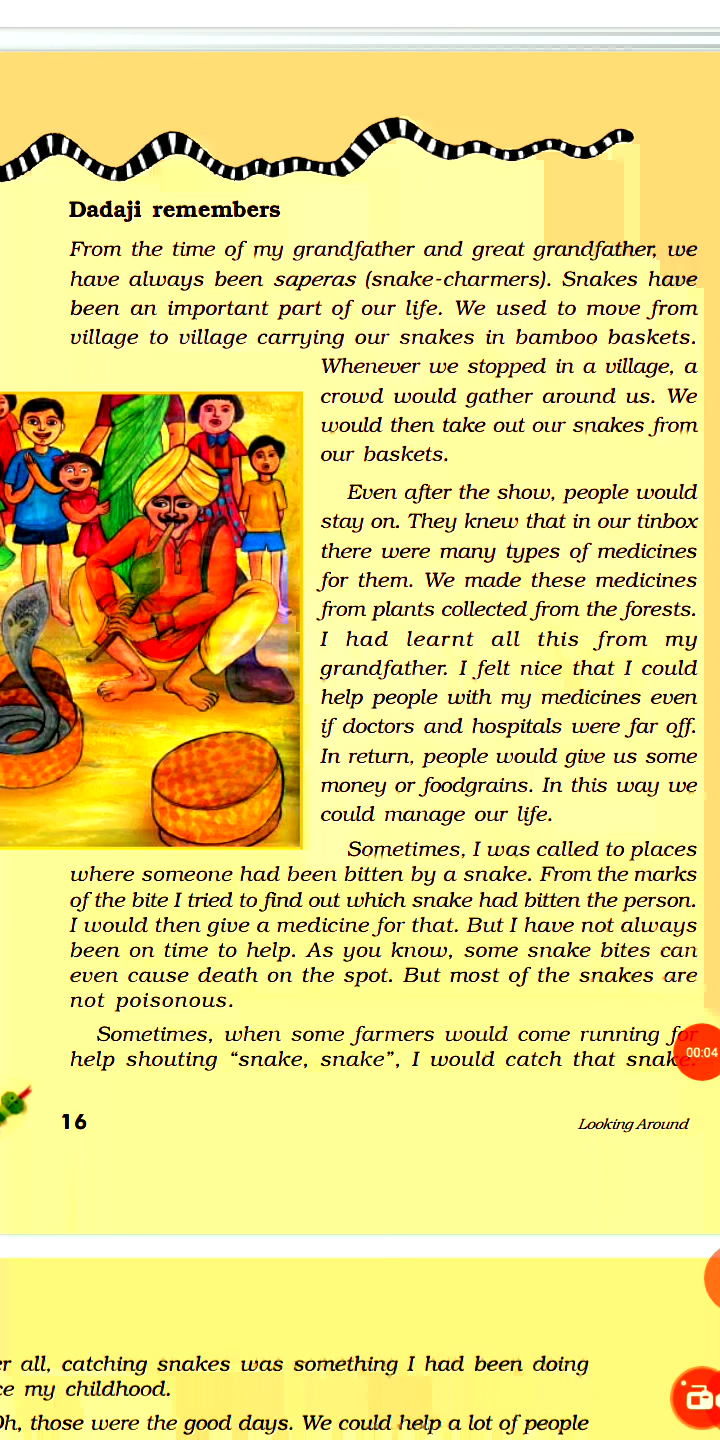 Dadaji remembers
From the time of my grandfather and great grandfather, we
have always been saperas (snake-charmers). Snakes have
been an important part of our life. We used to move from
village to village carrying our snakes in bamboo baskets.
Whenever we stopped in a village, a
crowd would gather around us. We
would then take out our snakes from
our baskets.
Even after the show, people would
stay on. They knew that in our tinbox
there were many types of medicines
for them. We made these medicines
from plants collected from the forests.
I had learnt all this from my
grandfather. I felt nice that I could
help people with my medicines even
if doctors and hospitals were far off.
In return, people would give us some
money or foodgrains. In this way we
could manage our life.
Sometimes, I was called to places
where someone had been bitten by a snake. From the marks
of the bite I tried to find out which snake had bitten the person.
I would then give a medicine for that. But I have not always
been on time to help. As you know, some snake bites can
even cause death on the spot. But most of the snakes are
not poisonous.
Sometimes, when some farmers would come running for
help shouting “snake, snake”, I would catch that snake.
00:04
16
Looking Around
er all, catching snakes was something I had been doing
ce my childhood.
Oh, those were the good days. We could help a lot of people